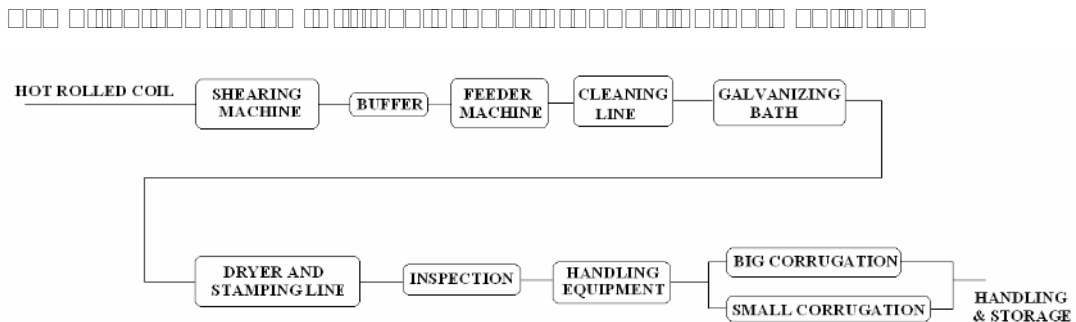 HOT ROLLED COIL
SHEARING
MACHINE
BUFFER
FEEDER
MACHINE
CLEANING
LINE
GALVANIZING
BATH
DRYER AND
STAMPING LINE
INSPECTION
HANDLING
EQUIPMENT
BIG CORRUGATION
SMALL CORRUGATION
HANDLING
& STORAGE